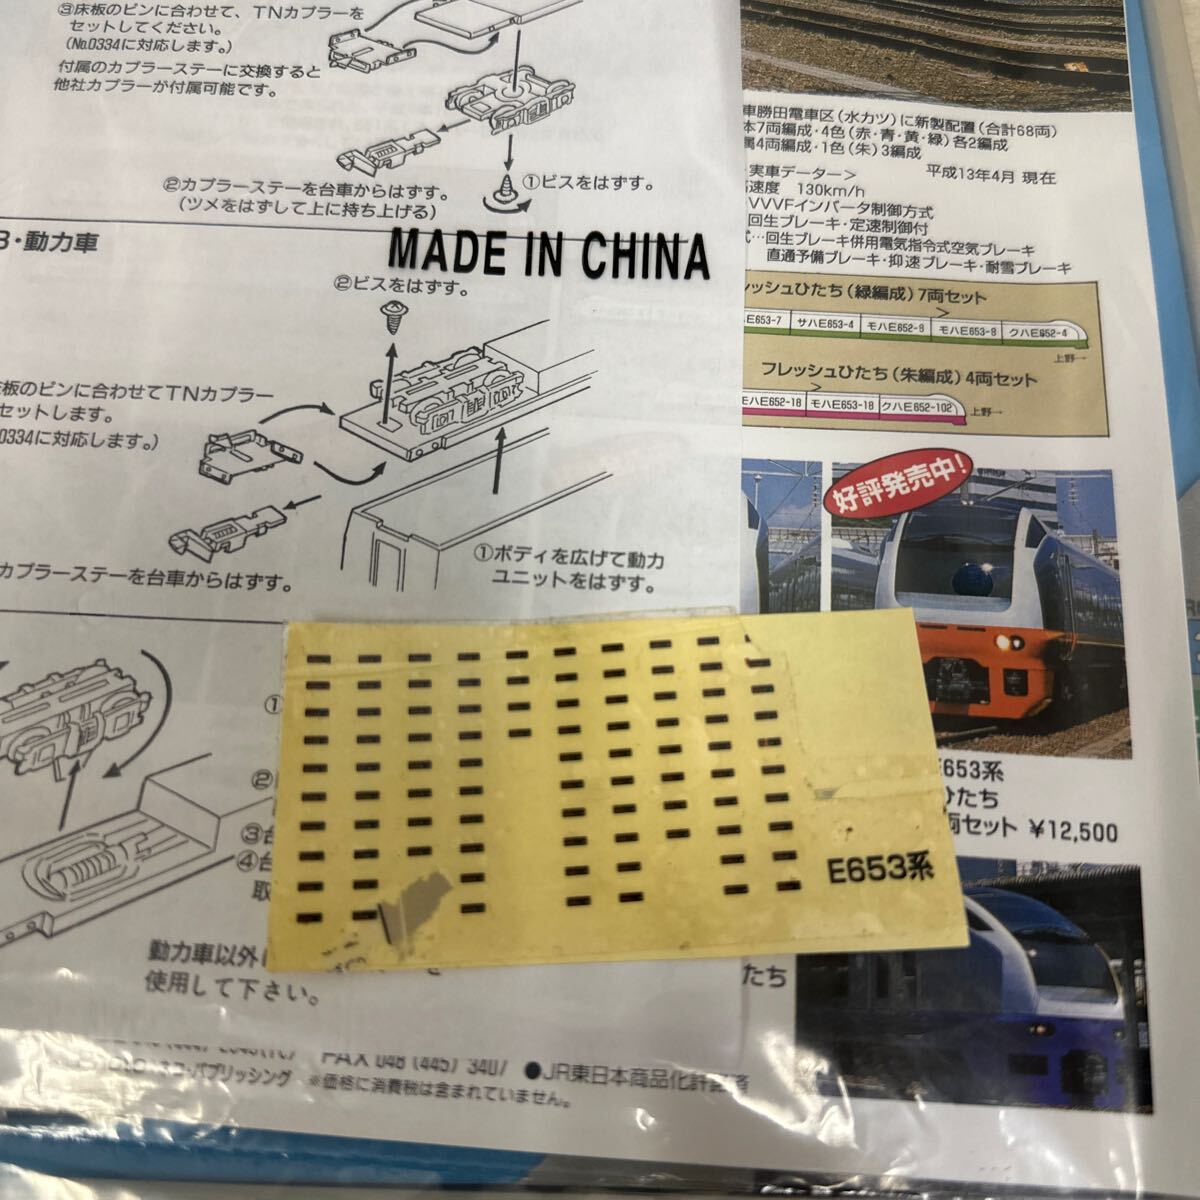 ③床板のピンに合わせて、TNカプラーを
セットしてください。
(No.0334に対応します。)
付属のカプラーステーに交換すると
他社カプラーが付属可能です。
②カプラーステーを台車からはずす。
(ツメをはずして上に持ち上げる)
①ビスをはずす。
・動力車
MADE IN CHINA
②ビスをはずす。
板のピンに合わせてTNカプラー
セットします。
0334に対応します。)
カプラーステーを台車からはずす。
①ボディを広げて動力
ユニットをはずす。
①
②
③台
④台
取
動力車以外
使用して下さい。
FAX 048 (445) 3407
●JR東日本商品化許諾済
ネコ・パブリッシング
※価格に消費税は含まれていません。
E653系
車勝田電車区(水カツ)に新製配置(合計68両)
本7両編成・4色(赤・青・黄・緑)各2編成
属4両編成・1色(朱)3編成
実車データー>
平成13年4月 現在
速度 130km/h
VVVFインバータ制御方式
回生ブレーキ・定速制御付
式…回生ブレーキ併用電気指令式空気ブレーキ
直通予備ブレーキ・抑速ブレーキ・耐雪ブレーキ
レッシュひたち(緑編成)7両セット
E653-7
サハE653-4
モハE652-8
モハE653-8
クハE652-4
上野→
フレッシュひたち(朱編成)4両セット
モハE652-18
モハE653-18
クハE652-102
上野→
好評発売中!
E653系
ひたち
両セット ¥12,500
たち